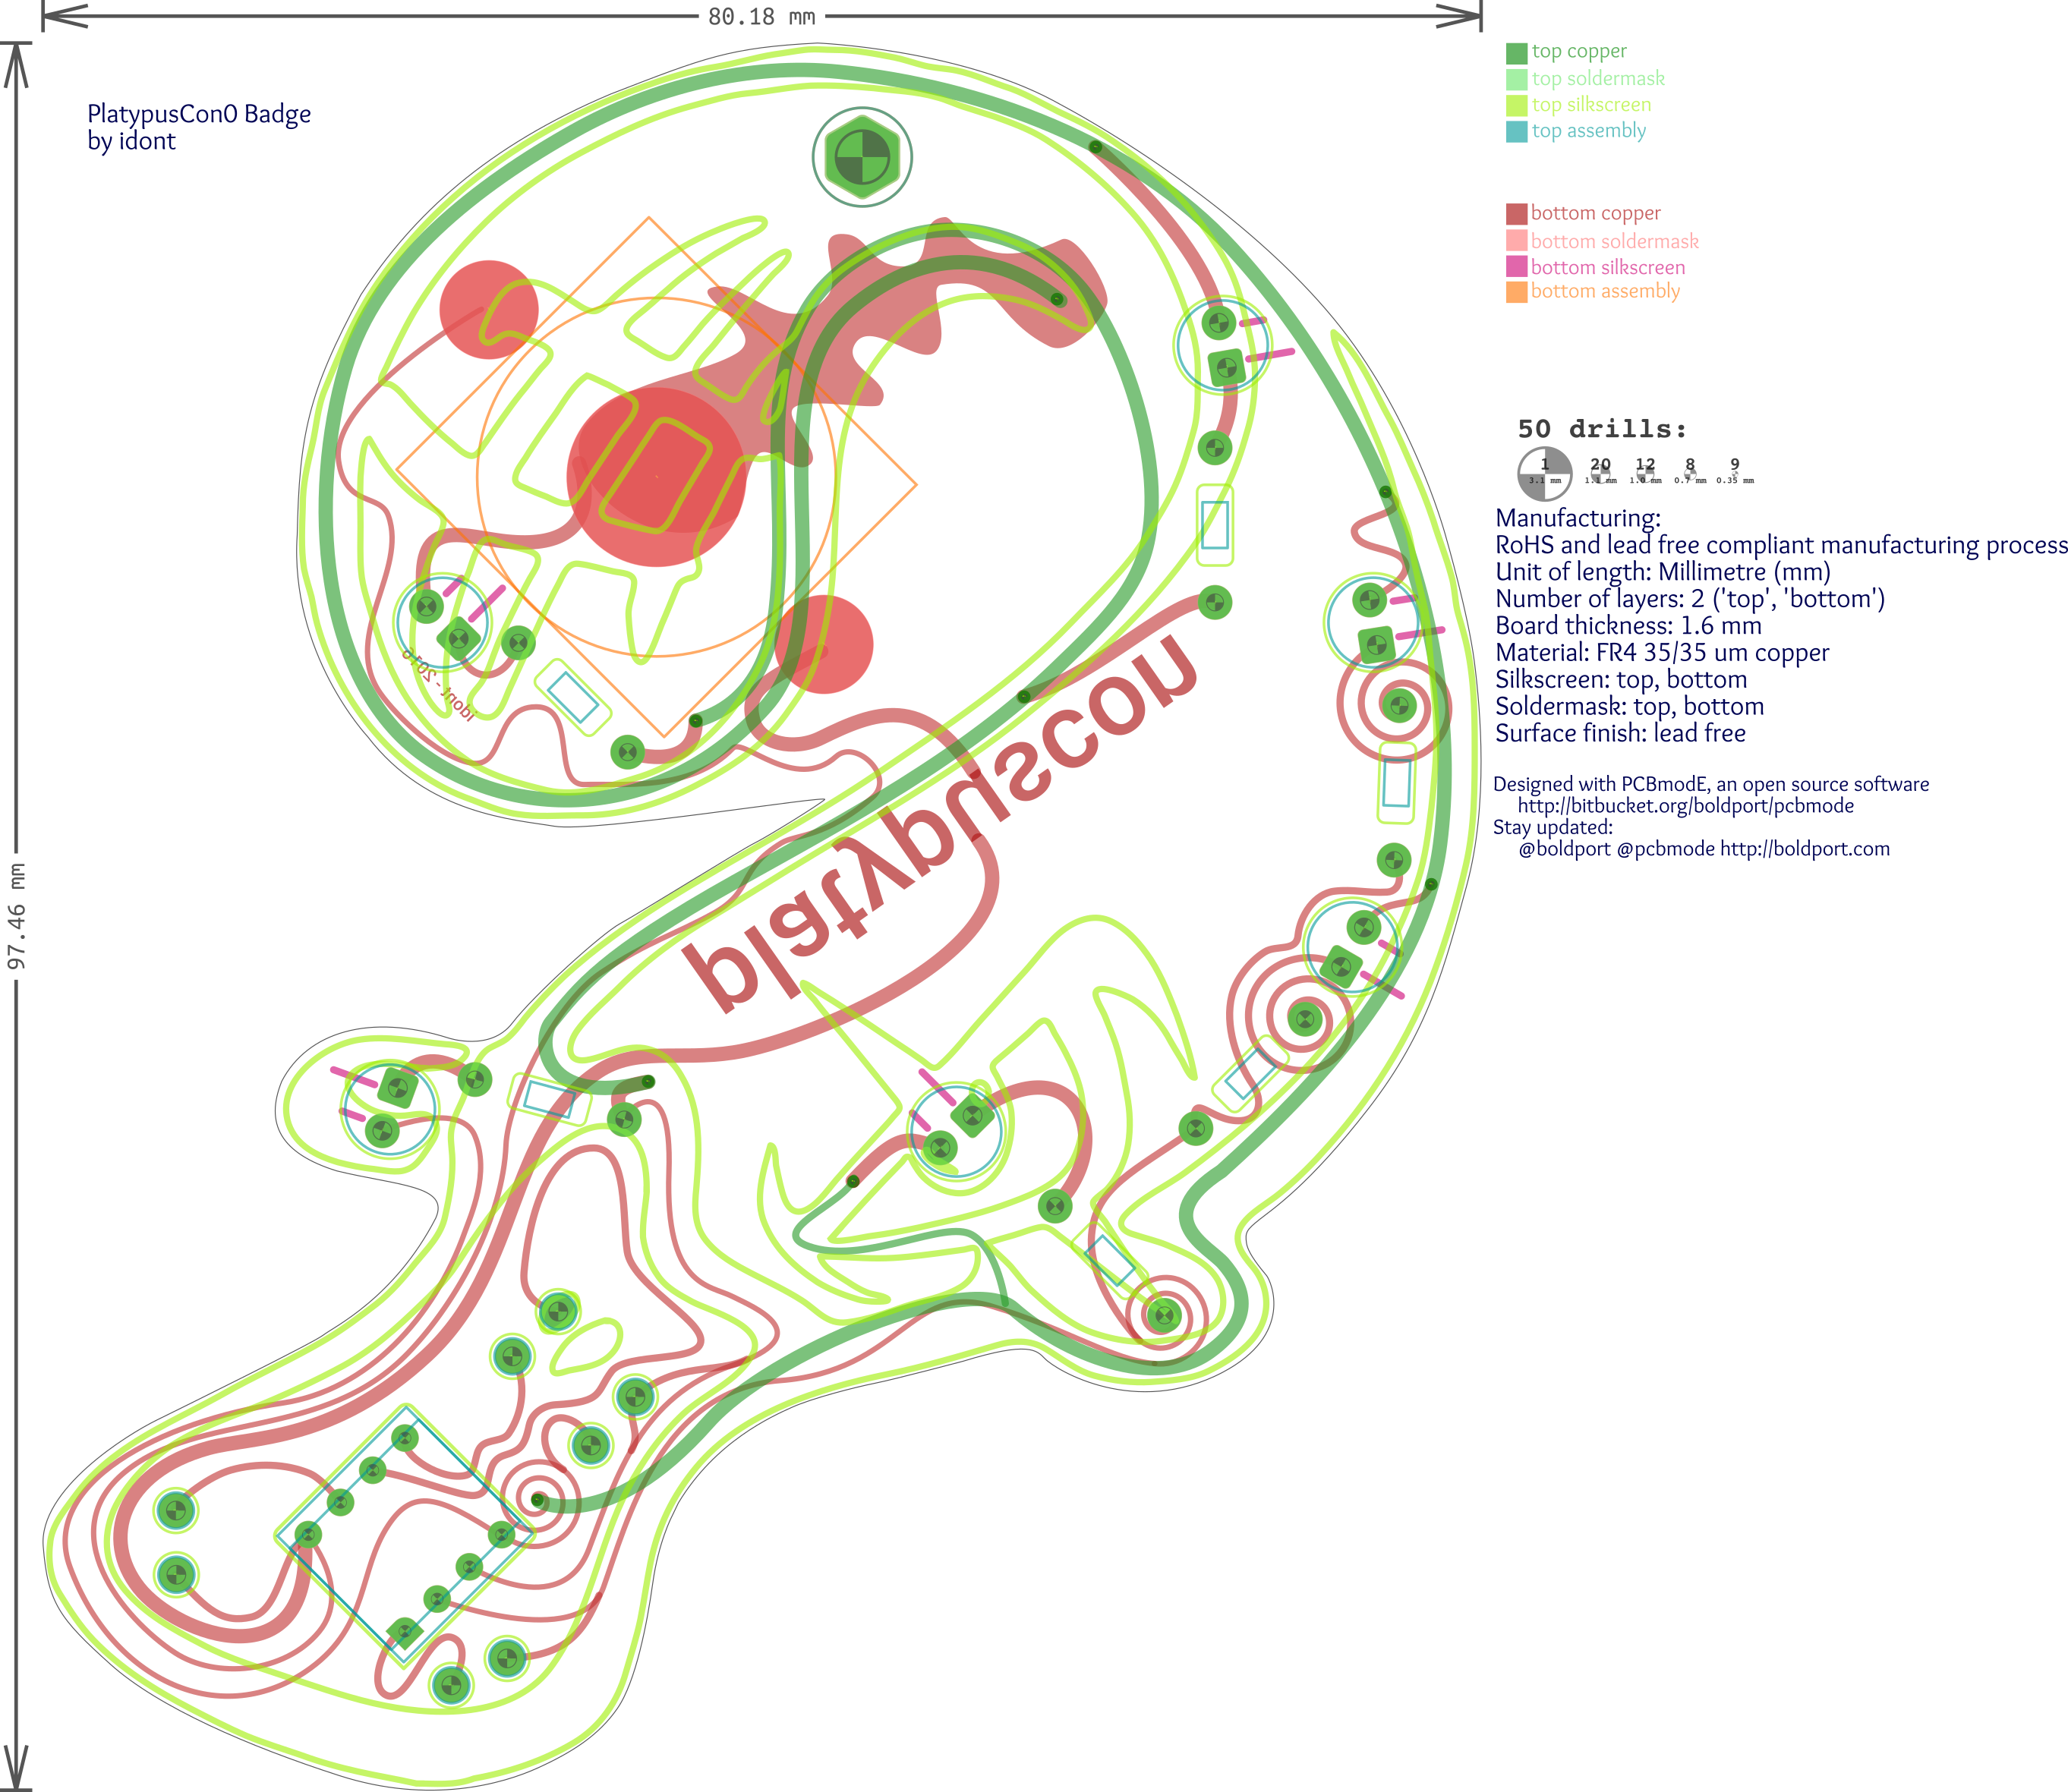 80.18 mm
97.46 mm
PlatypusCon0 Badge
by idont
top copper
top soldermask
top silkscreen
top assembly
bottom copper
bottom soldermask
bottom silkscreen
bottom assembly
50 drills:
1 20 12 8 9
3.1 mm 1.1 mm 1.0 mm 0.7 mm 0.35 mm
Manufacturing:
RoHS and lead free compliant manufacturing process
Unit of length: Millimetre (mm)
Number of layers: 2 ('top', 'bottom')
Board thickness: 1.6 mm
Material: FR4 35/35 um copper
Silkscreen: top, bottom
Soldermask: top, bottom
Surface finish: lead free
Designed with PCBmodE, an open source software
http://bitbucket.org/boldport/pcbmode
Stay updated:
@boldport @pcbmode http://boldport.com
idont - 2016
platypuscon